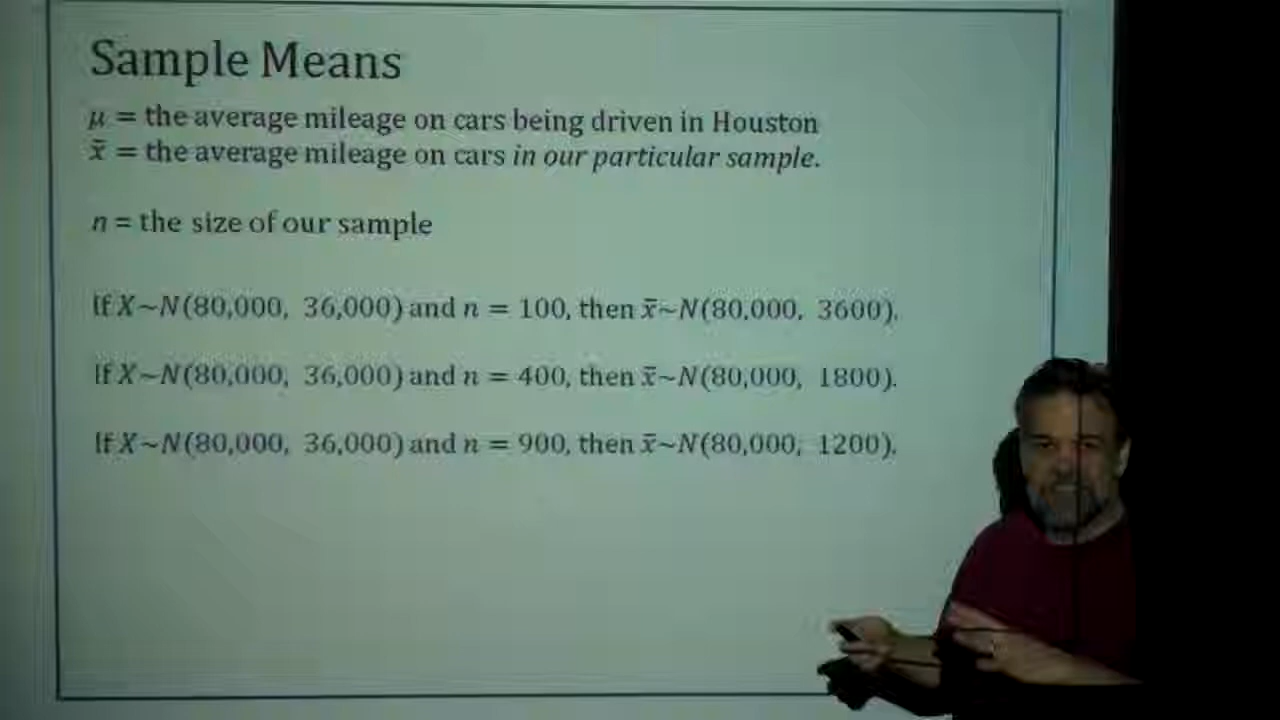 Sample Means
μ = the average mileage on cars being driven in Houston
x̄ = the average mileage on cars in our particular sample.
n = the size of our sample
If X~N(80,000, 36,000) and n = 100, then x̄~N(80,000, 3600).
If X~N(80,000, 36,000) and n = 400, then x̄~N(80,000, 1800).
If X~N(80,000, 36,000) and n = 900, then x̄~N(80,000, 1200).